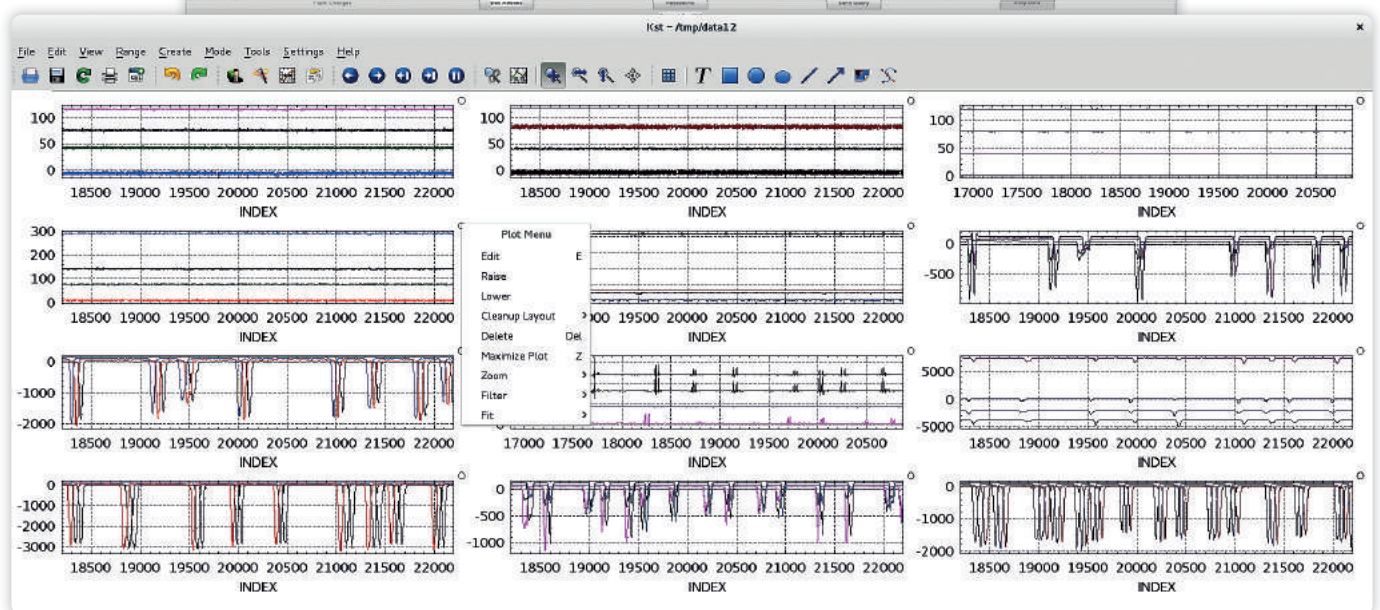 Kst - /tmp/data12
File Edit View Range Create Mode Tools Settings Help
T
100
50
0
18500 19000 19500 20000 20500 21000 21500 22000
INDEX
100
50
0
18500 19000 19500 20000 20500 21000 21500 22000
INDEX
100
50
0
17000 17500 18000 18500 19000 19500 20000 20500
INDEX
300
200
100
0
18500 19000 19500 20000 20500 21000 21500 22000
INDEX
Plot Menu
Edit E
Raise
Lower
Cleanup Layout >
Delete Del
Maximize Plot Z
Zoom >
Filter >
Fit >
19500 20000 20500 21000 21500 22000
INDEX
0
-500
18500 19000 19500 20000 20500 21000 21500 22000
INDEX
0
-1000
-2000
18500 19000 19500 20000 20500 21000 21500 22000
INDEX
17000 17500 18000 18500 19000 19500 20000 20500
INDEX
5000
0
-5000
18500 19000 19500 20000 20500 21000 21500 22000
INDEX
0
-1000
-2000
-3000
18500 19000 19500 20000 20500 21000 21500 22000
INDEX
0
-500
-1000
18500 19000 19500 20000 20500 21000 21500 22000
INDEX
0
-1000
-2000
18500 19000 19500 20000 20500 21000 21500 22000
INDEX